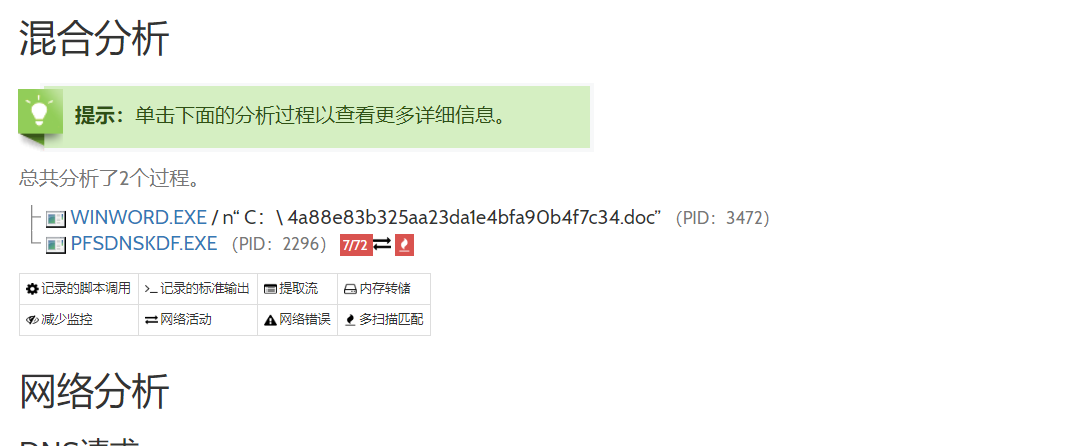 混合分析
提示：单击下面的分析过程以查看更多详细信息。
总共分析了2个过程。
WINWORD.EXE / n“ C：\ 4a88e83b325aa23da1e4bfa90b4f7c34.doc” （PID：3472）
PFSDNSKDF.EXE （PID：2296） 7/72
记录的脚本调用 >_记录的标准输出 提取流 内存转储
减少监控 网络活动 网络错误 多扫描匹配
网络分析
DNS请求